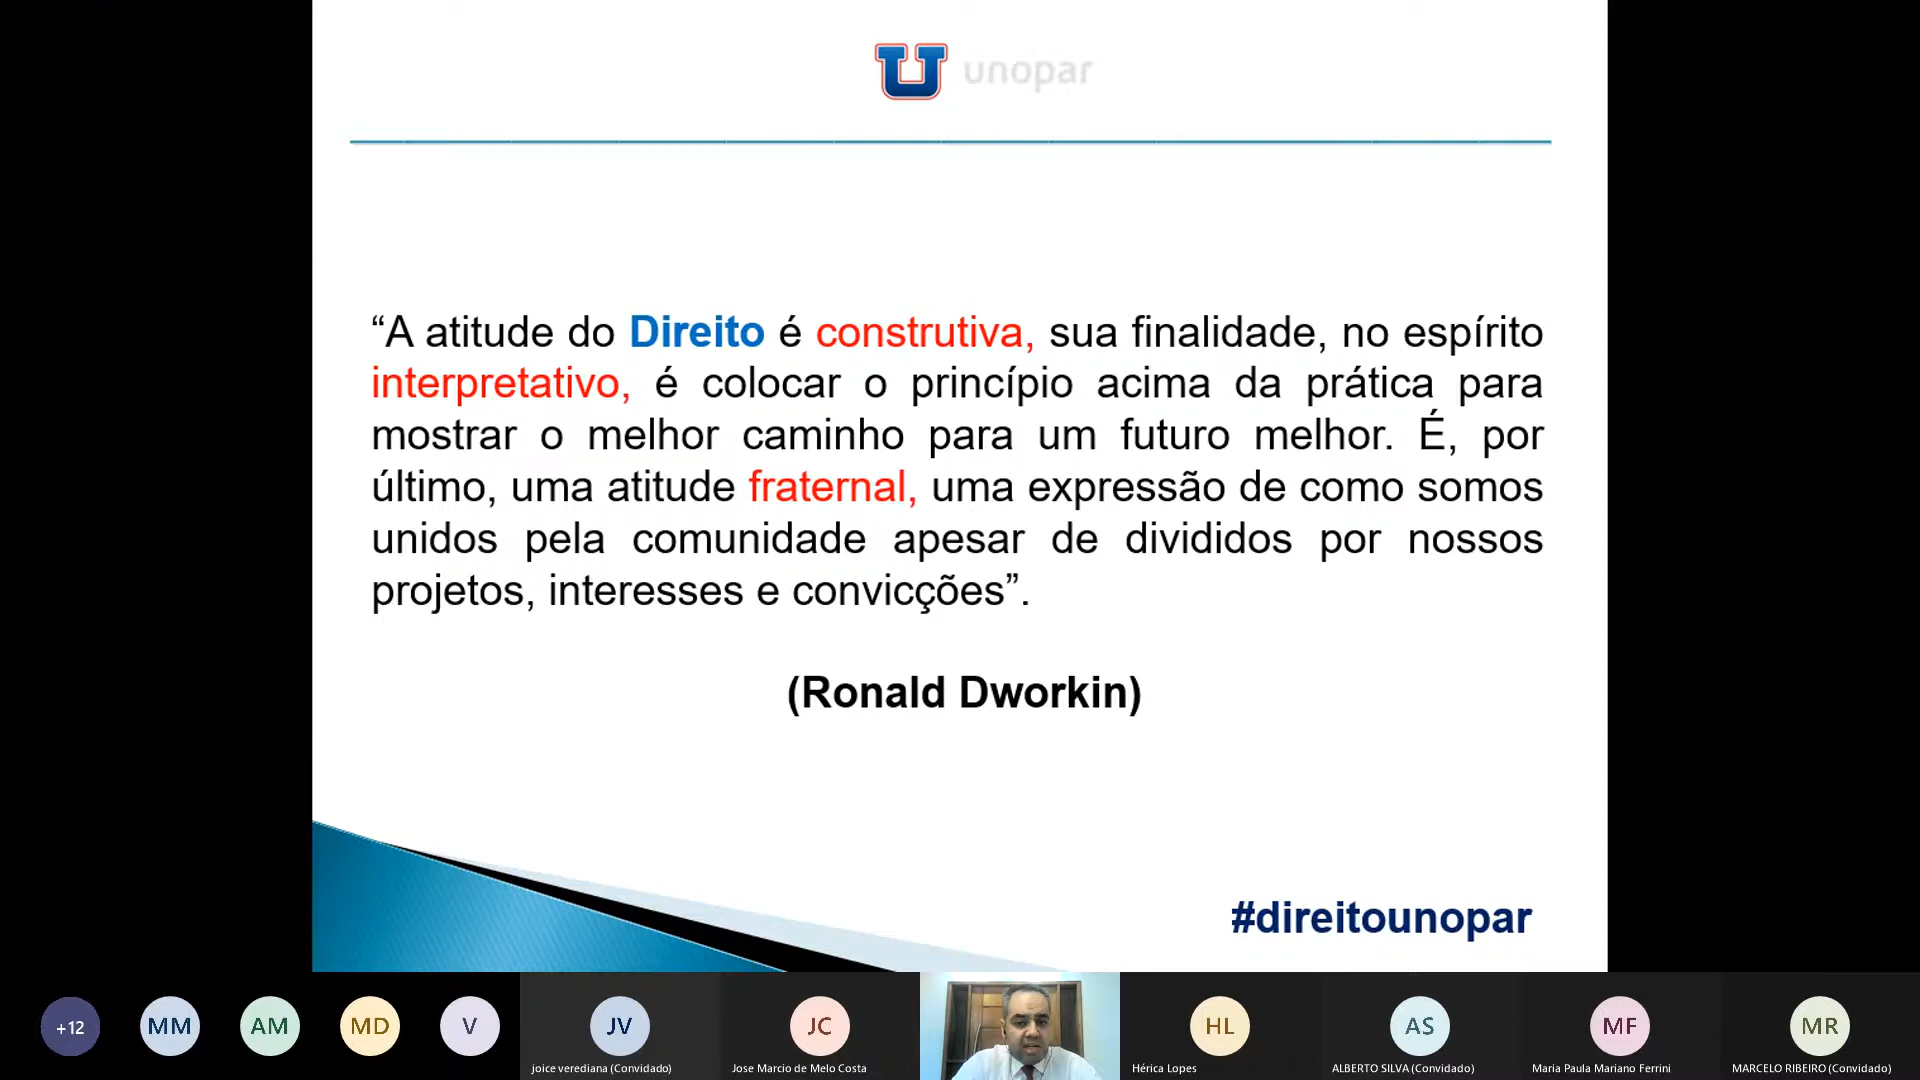 unopar
“A atitude do Direito é construtiva, sua finalidade, no espírito
interpretativo, é colocar o princípio acima da prática para
mostrar o melhor caminho para um futuro melhor. É, por
último, uma atitude fraternal, uma expressão de como somos
unidos pela comunidade apesar de divididos por nossos
projetos, interesses e convicções”.
(Ronald Dworkin)
#direitounopar
+12
MM
AM
MD
V
JV
JC
HL
AS
MF
MR
joice verediana (Convidado)
Jose Marcio de Melo Costa
Hérica Lopes
ALBERTO SILVA (Convidado)
Maria Paula Mariano Ferrini
MARCELO RIBEIRO (Convidado)